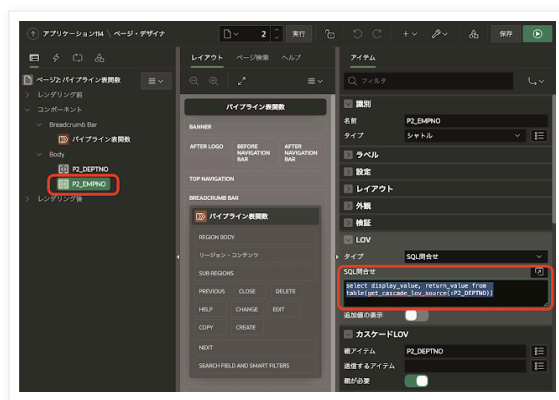 アプリケーション114 \ ページ・デザイナ
2
実行
保存
レイアウト ページ検索 ヘルプ
アイテム
ページ2: パイプライン表関数
レンダリング前
コンポーネント
Breadcrumb Bar
パイプライン表関数
Body
P2_DEPTNO
P2_EMPNO
レンダリング後
パイプライン表関数
BANNER
AFTER LOGO
BEFORE NAVIGATION BAR
AFTER NAVIGATION BAR
TOP NAVIGATION
BREADCRUMB BAR
パイプライン表関数
REGION BODY
リージョン・コンテンツ
SUB REGIONS
PREVIOUS CLOSE DELETE
HELP CHANGE EDIT
COPY CREATE
NEXT
SEARCH FIELD AND SMART FILTERS
フィルタ
識別
名前 P2_EMPNO
タイプ シャトル
ラベル
設定
レイアウト
外観
検証
LOV
タイプ SQL問合せ
SQL問合せ
select display_value, return_value from
table(get_cascade_lov_source(:P2_DEPTNO))
追加値の表示
カスケードLOV
親アイテム P2_DEPTNO
送信するアイテム
親が必要